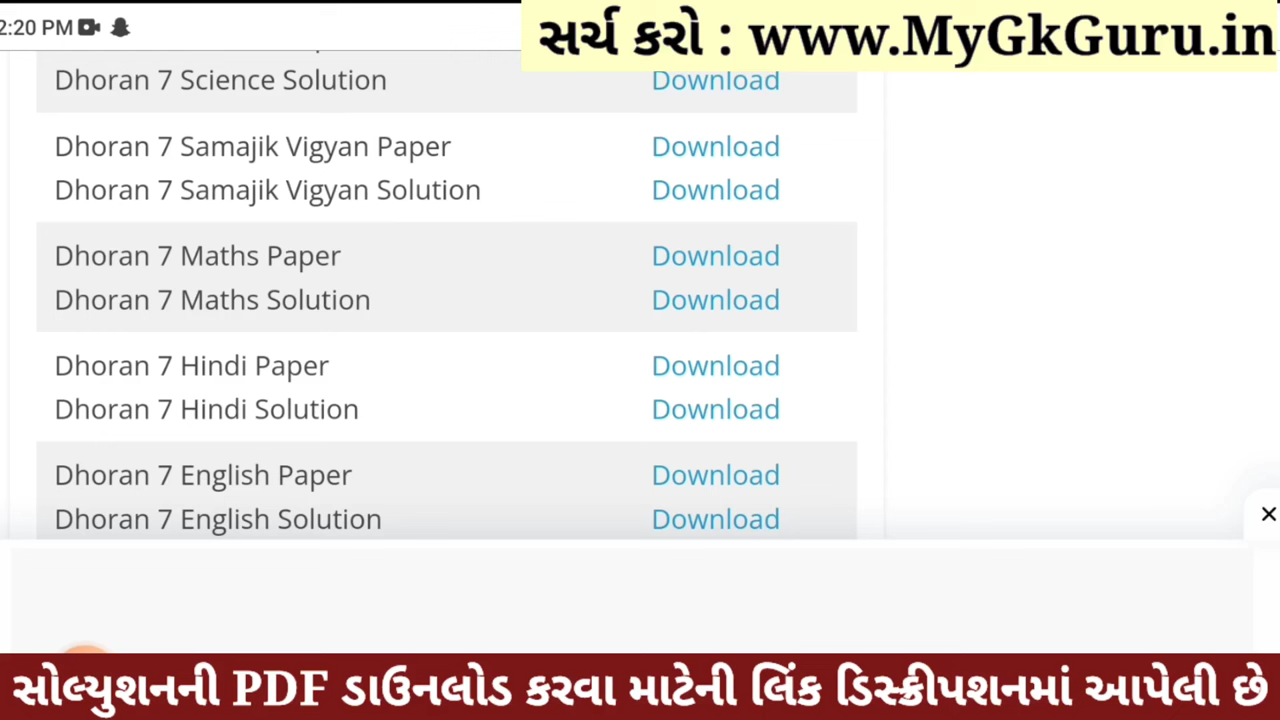 2:20 PM
સર્ચ કરો : www.MyGkGuru.in
Dhoran 7 Science Solution Download
Dhoran 7 Samajik Vigyan Paper Download
Dhoran 7 Samajik Vigyan Solution Download
Dhoran 7 Maths Paper Download
Dhoran 7 Maths Solution Download
Dhoran 7 Hindi Paper Download
Dhoran 7 Hindi Solution Download
Dhoran 7 English Paper Download
Dhoran 7 English Solution Download
સોલ્યુશનની PDF ડાઉનલોડ કરવા માટેની લિંક ડિસ્ક્રીપશનમાં આપેલી છે